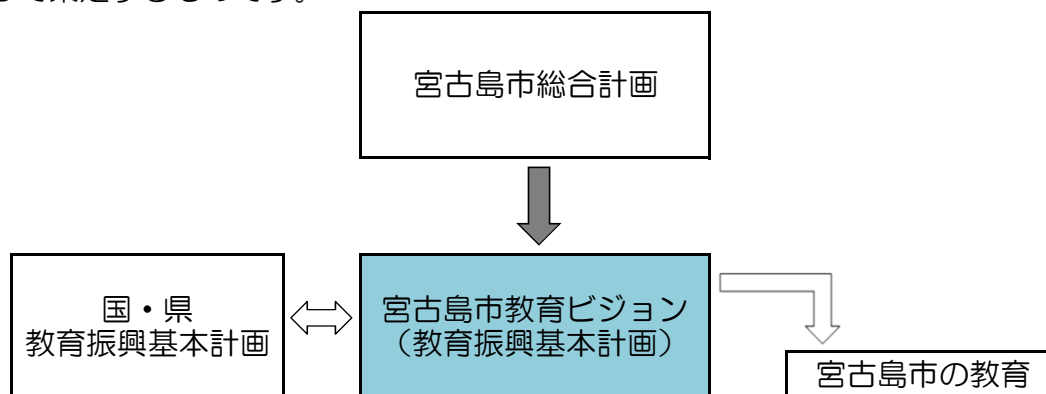 宮古島市総合計画
国・県
教育振興基本計画
宮古島市教育ビジョン
（教育振興基本計画）
宮古島市の教育